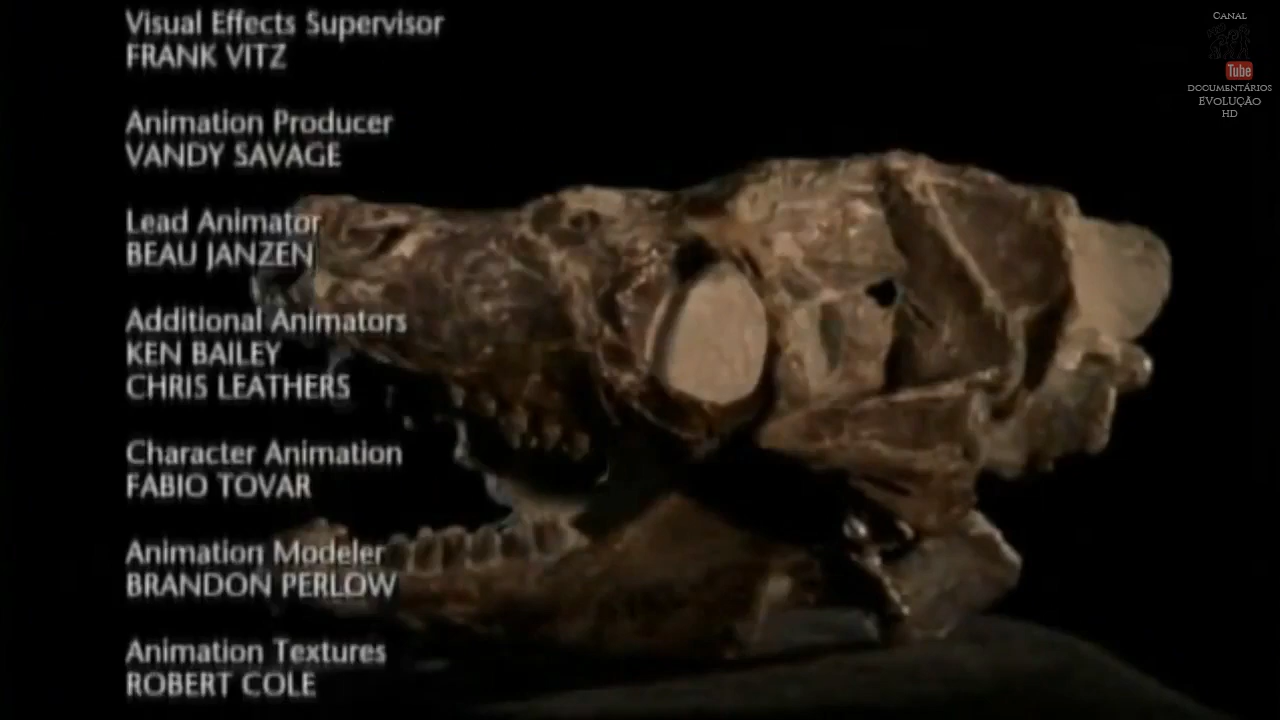 Visual Effects Supervisor
FRANK VITZ
Animation Producer
VANDY SAVAGE
Lead Animator
BEAU JANZEN
Additional Animators
KEN BAILEY
CHRIS LEATHERS
Character Animation
FABIO TOVAR
Animation Modeler
BRANDON PERLOW
Animation Textures
ROBERT COLE
CANAL
Tube
DOCUMENTÁRIOS
EVOLUÇÃO
HD